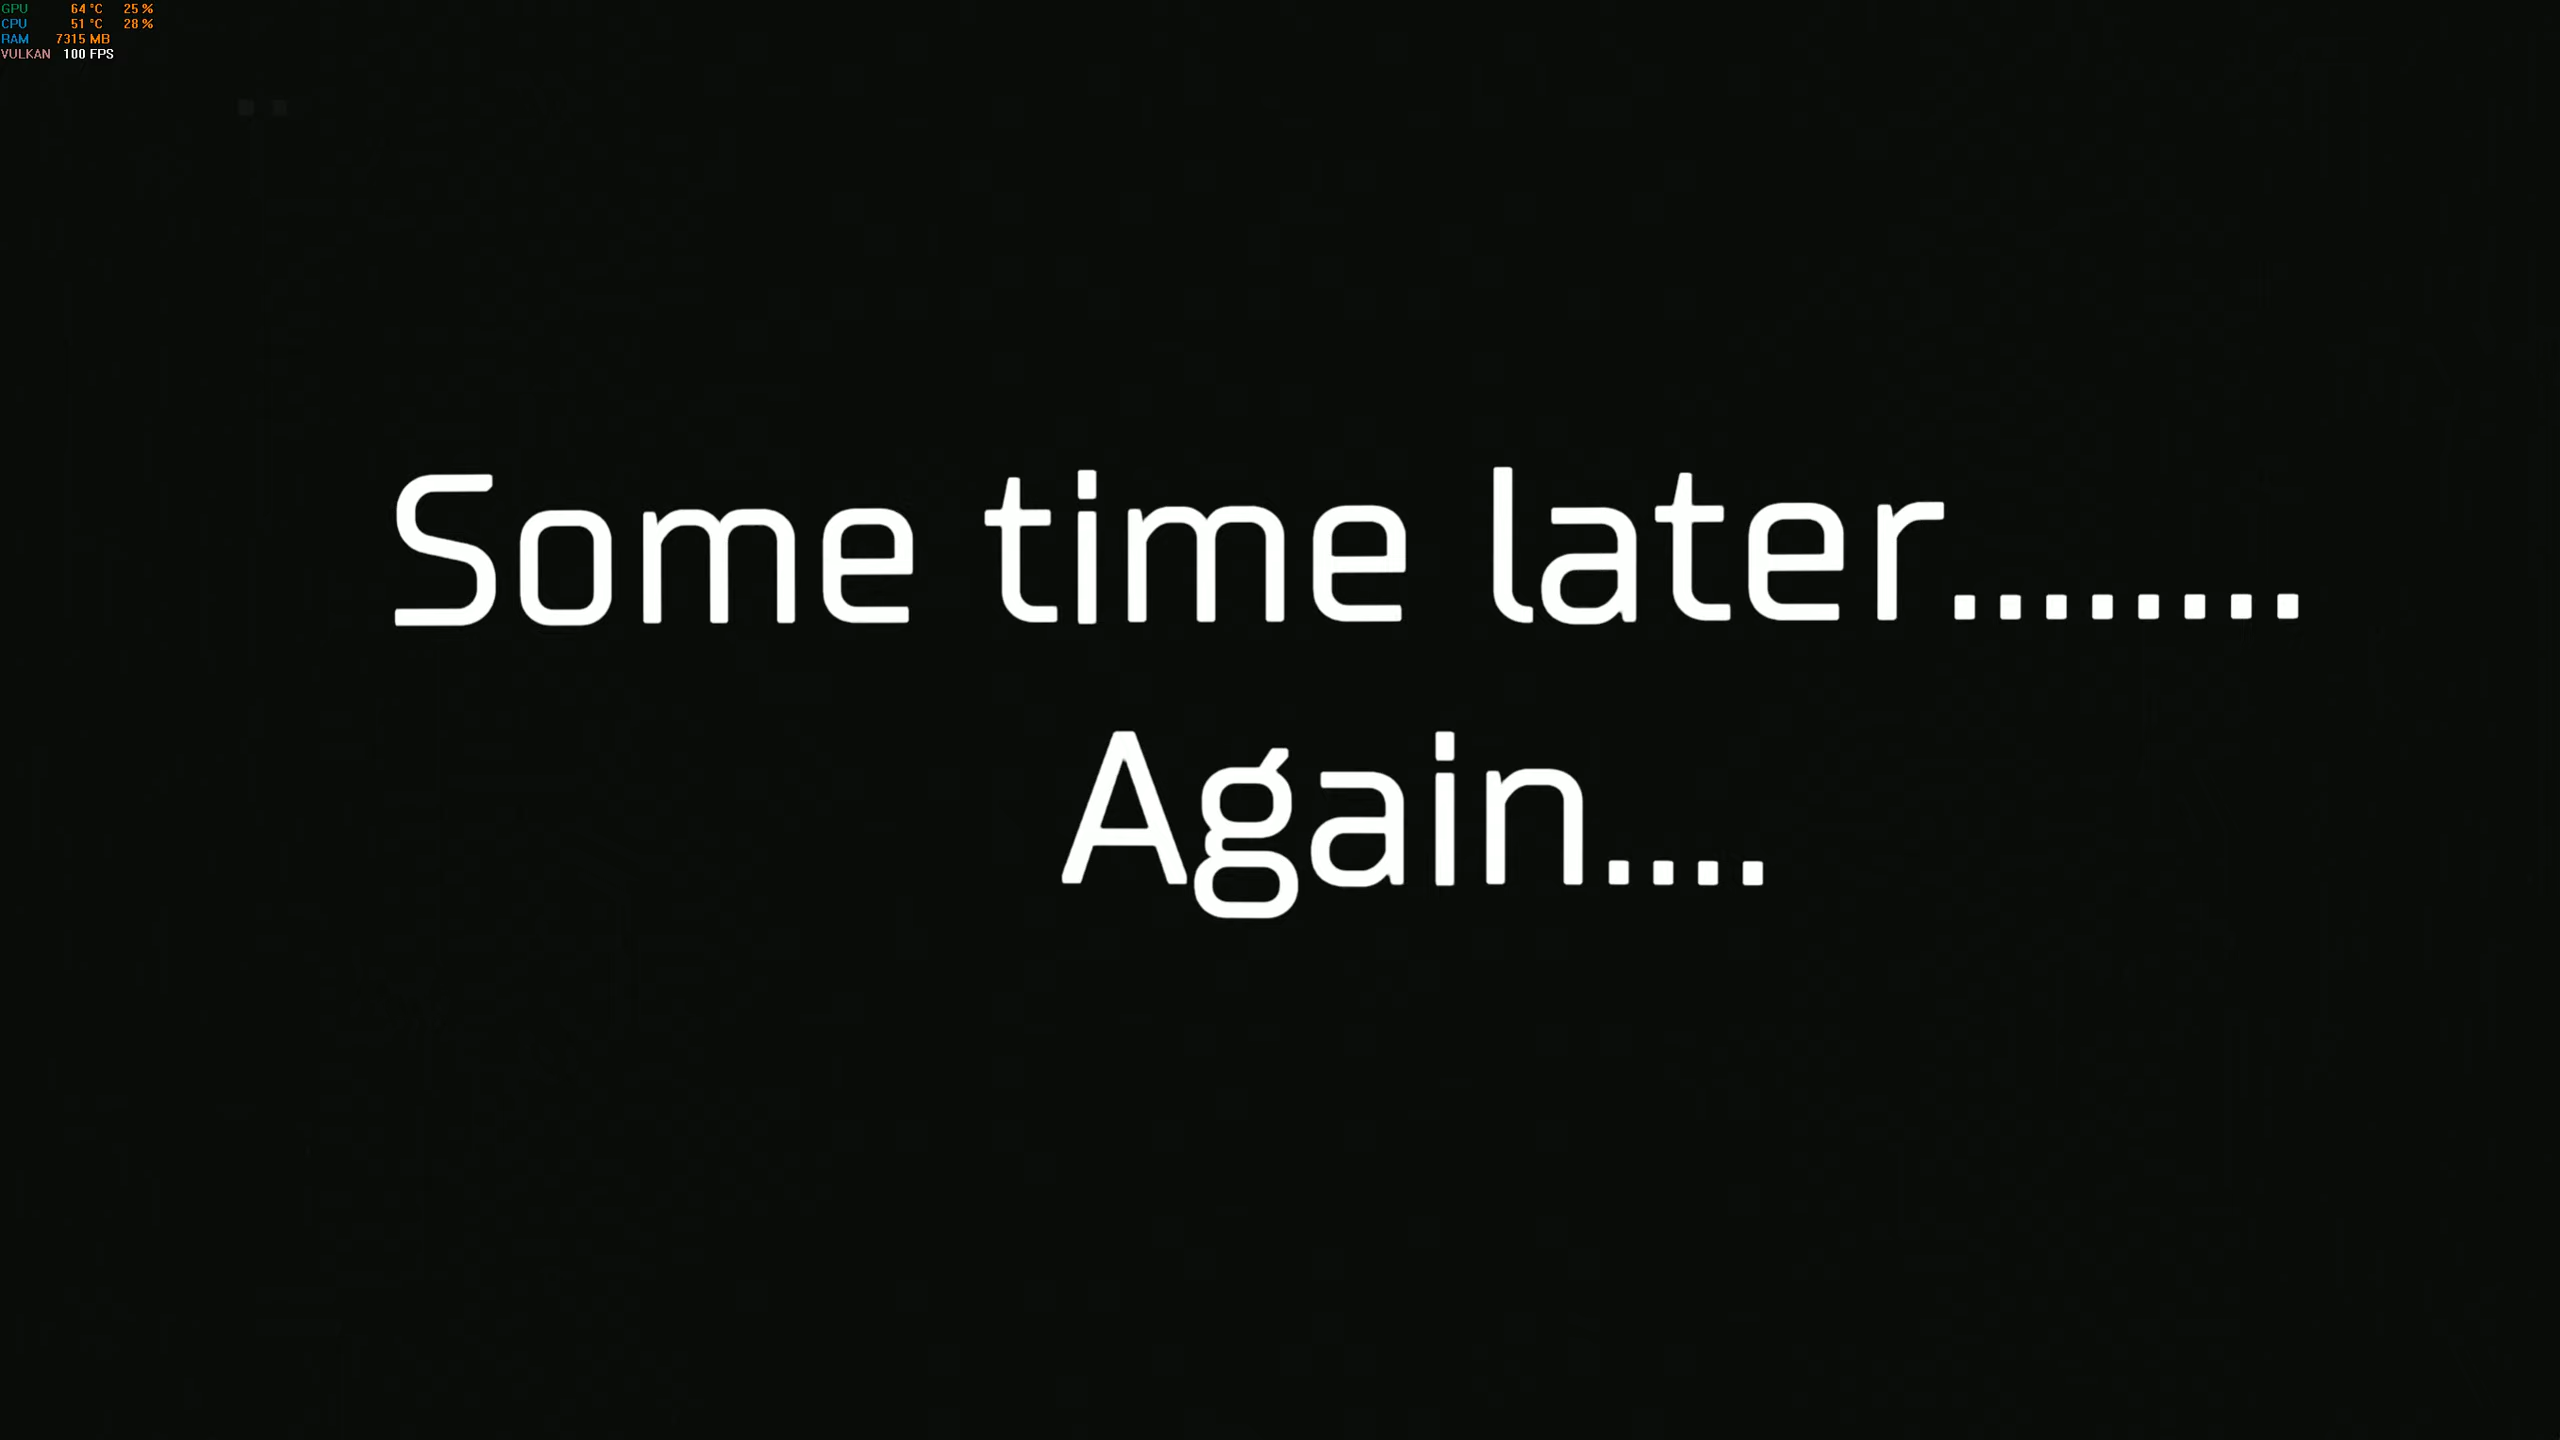 GPU 64 °C 25 %
CPU 51 °C 28 %
RAM 7315 MB
VULKAN 100 FPS
Some time later........
Again....